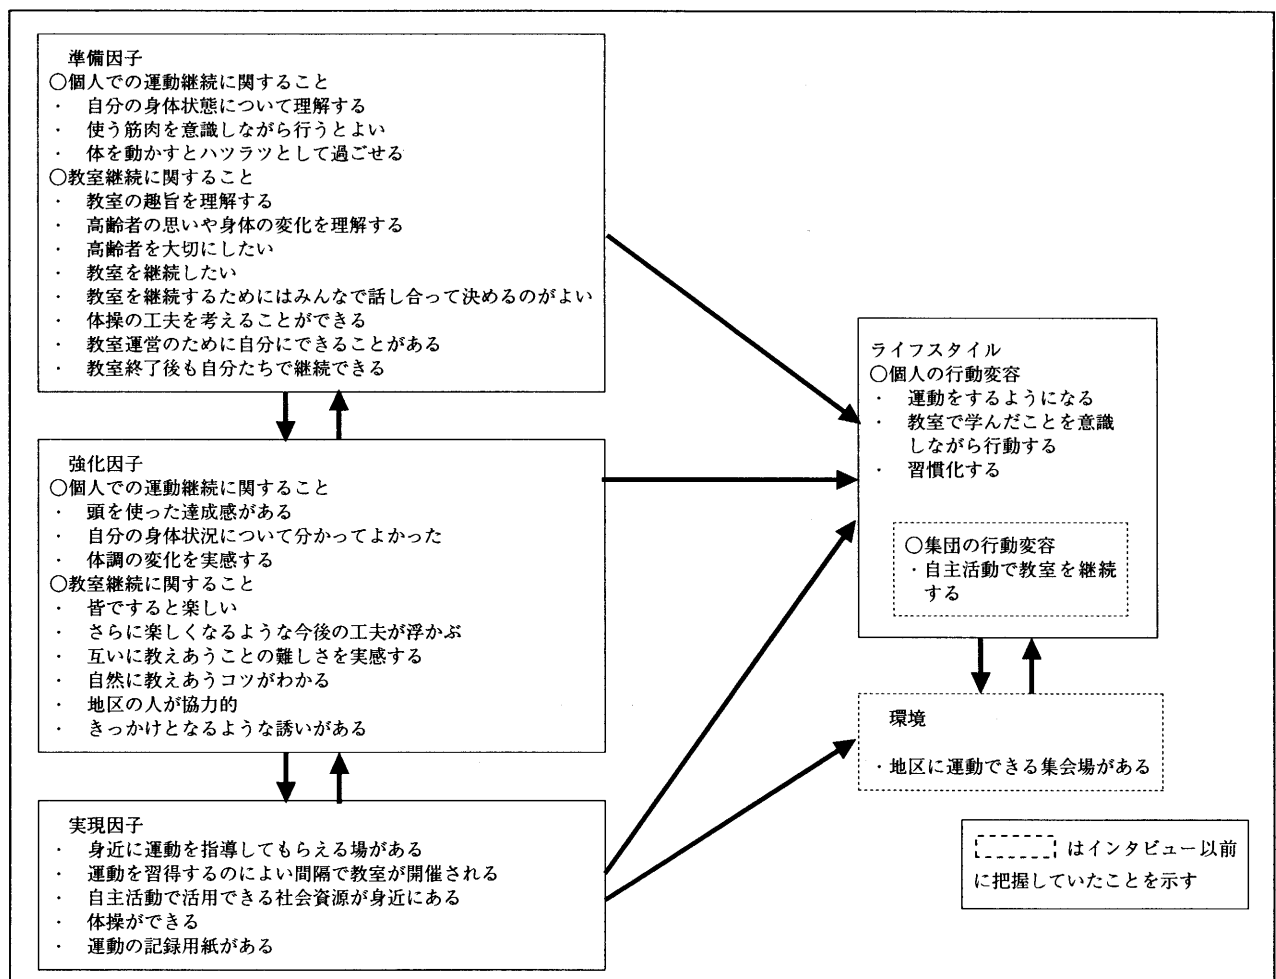 準備因子
○個人での運動継続に関すること
・ 自分の身体状態について理解する
・ 使う筋肉を意識しながら行うとよい
・ 体を動かすとハツラツとして過ごせる
○教室継続に関すること
・ 教室の趣旨を理解する
・ 高齢者の思いや身体の変化を理解する
・ 高齢者を大切にしたい
・ 教室を継続したい
・ 教室を継続するためにはみんなで話し合って決めるのがよい
・ 体操の工夫を考えることができる
・ 教室運営のために自分にできることがある
・ 教室終了後も自分たちで継続できる
強化因子
○個人での運動継続に関すること
・ 頭を使った達成感がある
・ 自分の身体状況について分かってよかった
・ 体調の変化を実感する
○教室継続に関すること
・ 皆ですると楽しい
・ さらに楽しくなるような今後の工夫が浮かぶ
・ 互いに教えあうことの難しさを実感する
・ 自然に教えあうコツがわかる
・ 地区の人が協力的
・ きっかけとなるような誘いがある
実現因子
・ 身近に運動を指導してもらえる場がある
・ 運動を習得するのによい間隔で教室が開催される
・ 自主活動で活用できる社会資源が身近にある
・ 体操ができる
・ 運動の記録用紙がある
ライフスタイル
○個人の行動変容
・ 運動をするようになる
・ 教室で学んだことを意識
しながら行動する
・ 習慣化する
○集団の行動変容
・自主活動で教室を継続
する
環境
・地区に運動できる集会場がある
はインタビュー以前
に把握していたことを示す